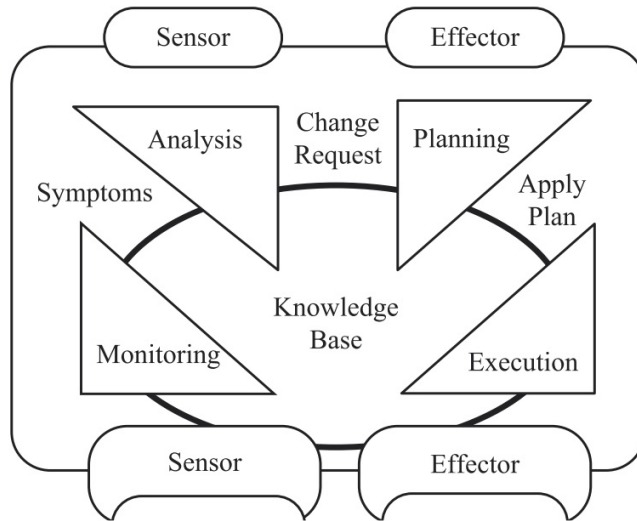 Sensor
Effector
Analysis
Change
Request
Planning
Symptoms
Apply
Plan
Knowledge
Base
Monitoring
Execution
Sensor
Effector